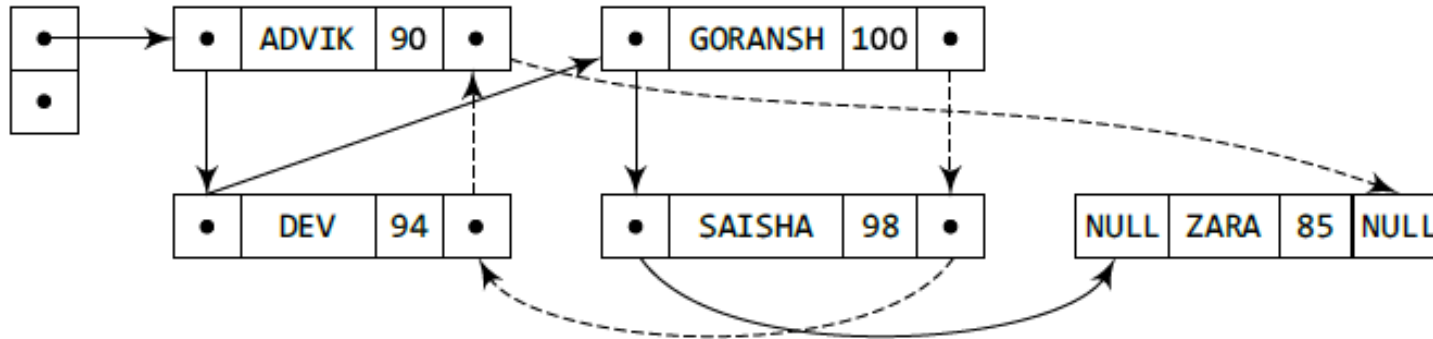 ADVIK 90 GORANSH 100
DEV 94 SAISHA 98 NULL ZARA 85 NULL